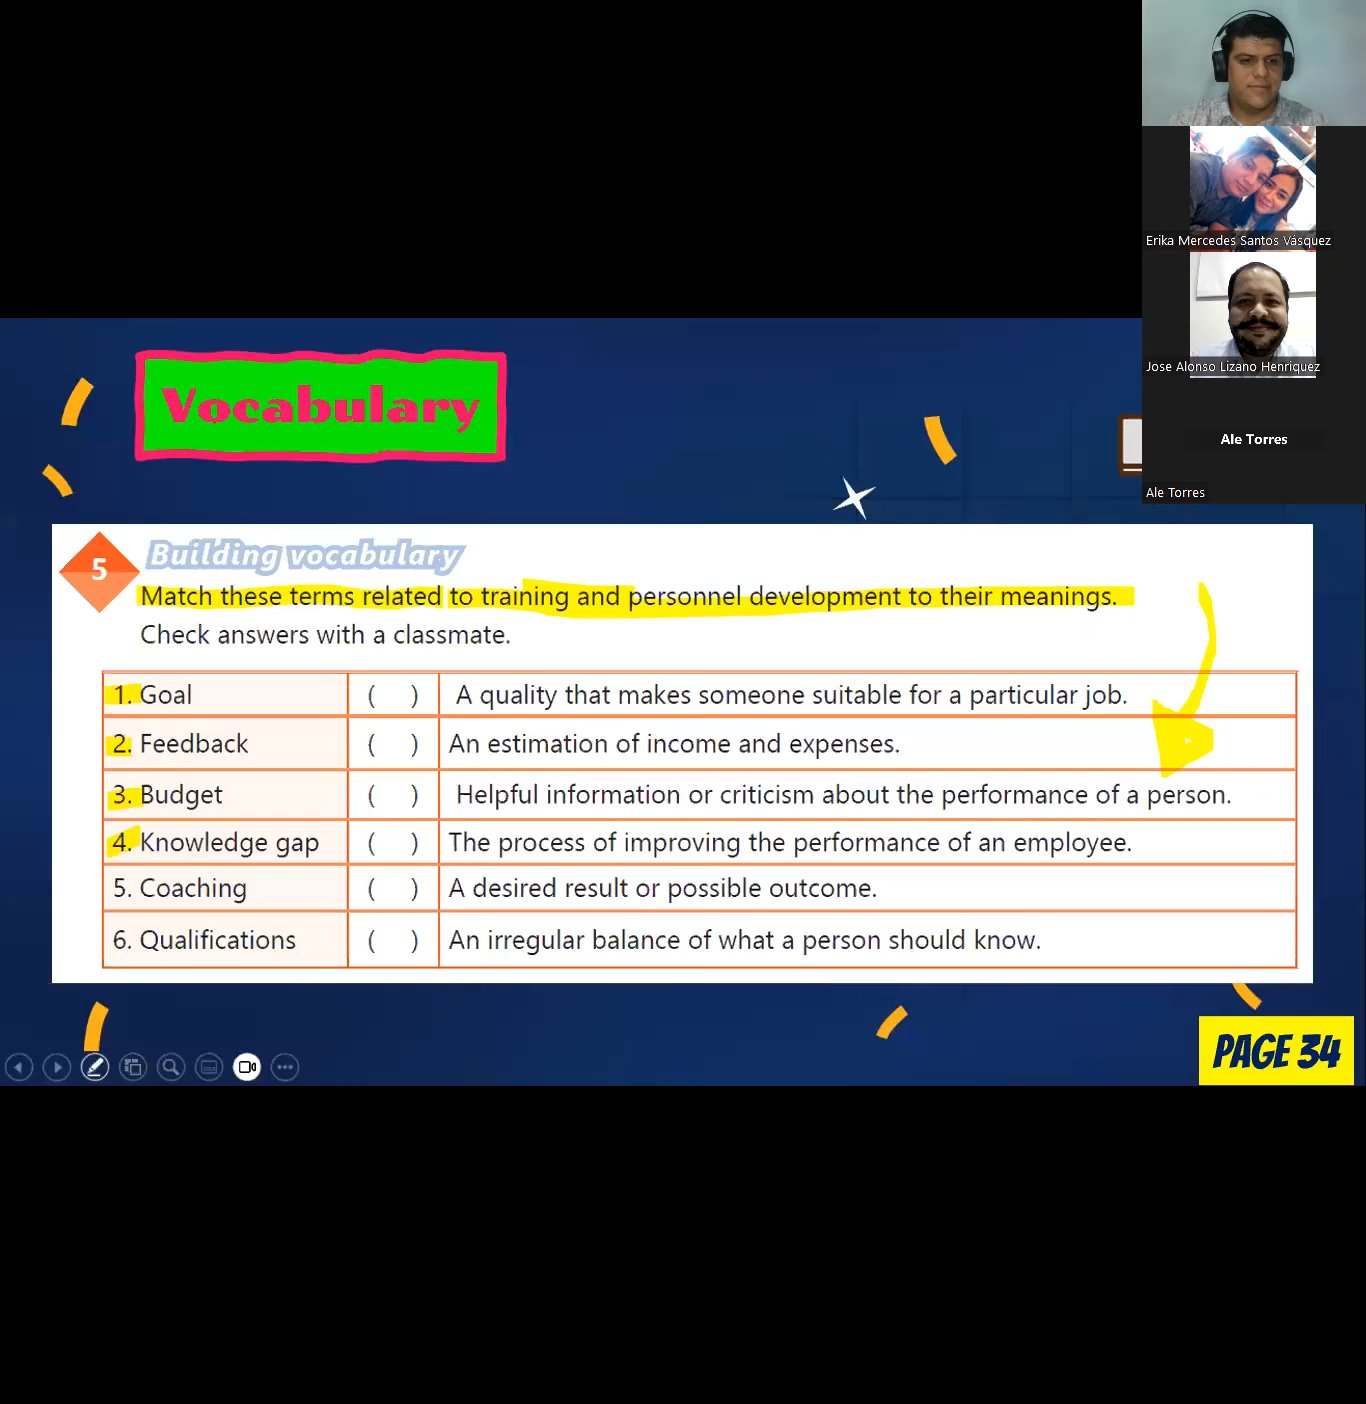 Vocabulary
5
Building vocabulary
Match these terms related to training and personnel development to their meanings.
Check answers with a classmate.
1. Goal ( ) A quality that makes someone suitable for a particular job.
2. Feedback ( ) An estimation of income and expenses.
3. Budget ( ) Helpful information or criticism about the performance of a person.
4. Knowledge gap ( ) The process of improving the performance of an employee.
5. Coaching ( ) A desired result or possible outcome.
6. Qualifications ( ) An irregular balance of what a person should know.
PAGE 34
Erika Mercedes Santos Vásquez
Jose Alonso Lizano Henriquez
Ale Torres
Ale Torres